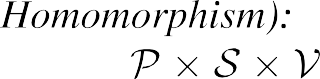 Homomorphism):
𝒫 × 𝒮 × 𝒱